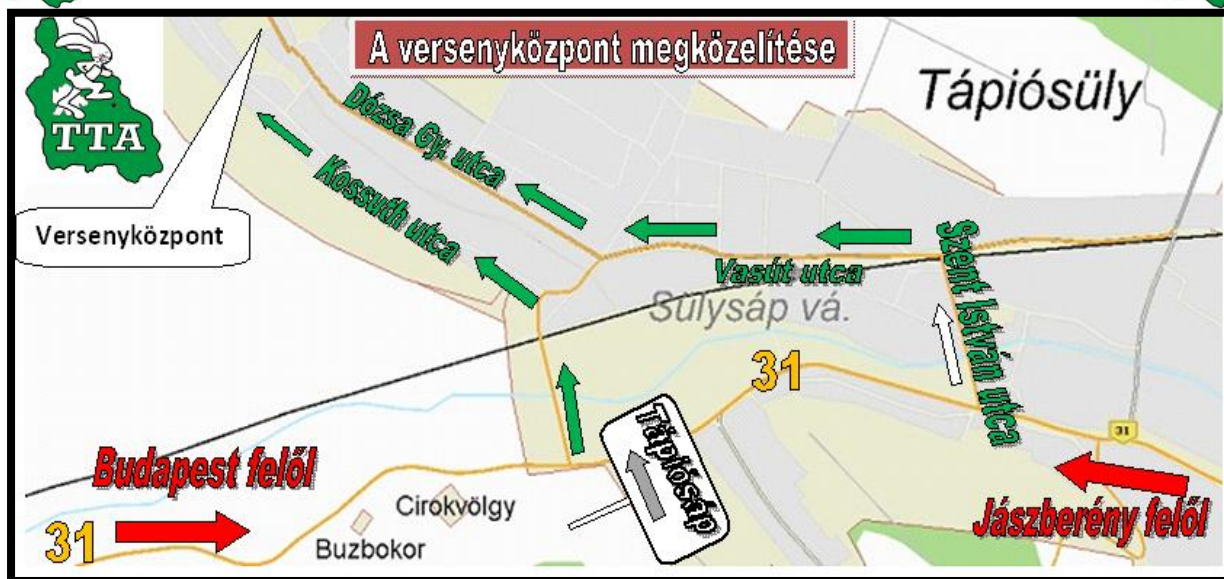 A versenyközpont megközelítése
TTA
Tápiósüly
Dózsa Gy. utca
Kossuth utca
Versenyközpont
Vasút utca
Szent István utca
Sülysáp vá.
31
Tápiósáp
31
Budapest felől
Cirokvölgy
Jászberény felől
31
Buzbokor